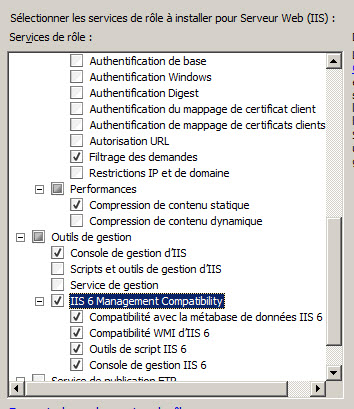 Sélectionner les services de rôle à installer pour Serveur Web (IIS) :
Services de rôle :
Authentification de base
Authentification Windows
Authentification Digest
Authentification du mappage de certificat client
Authentification de mappage de certificats clients
Autorisation URL
Filtrage des demandes
Restrictions IP et de domaine
Performances
Compression de contenu statique
Compression de contenu dynamique
Outils de gestion
Console de gestion d'IIS
Scripts et outils de gestion d'IIS
Service de gestion
IIS 6 Management Compatibility
Compatibilité avec la métabase de données IIS 6
Compatibilité WMI d'IIS 6
Outils de script IIS 6
Console de gestion IIS 6
Service de publication FTP